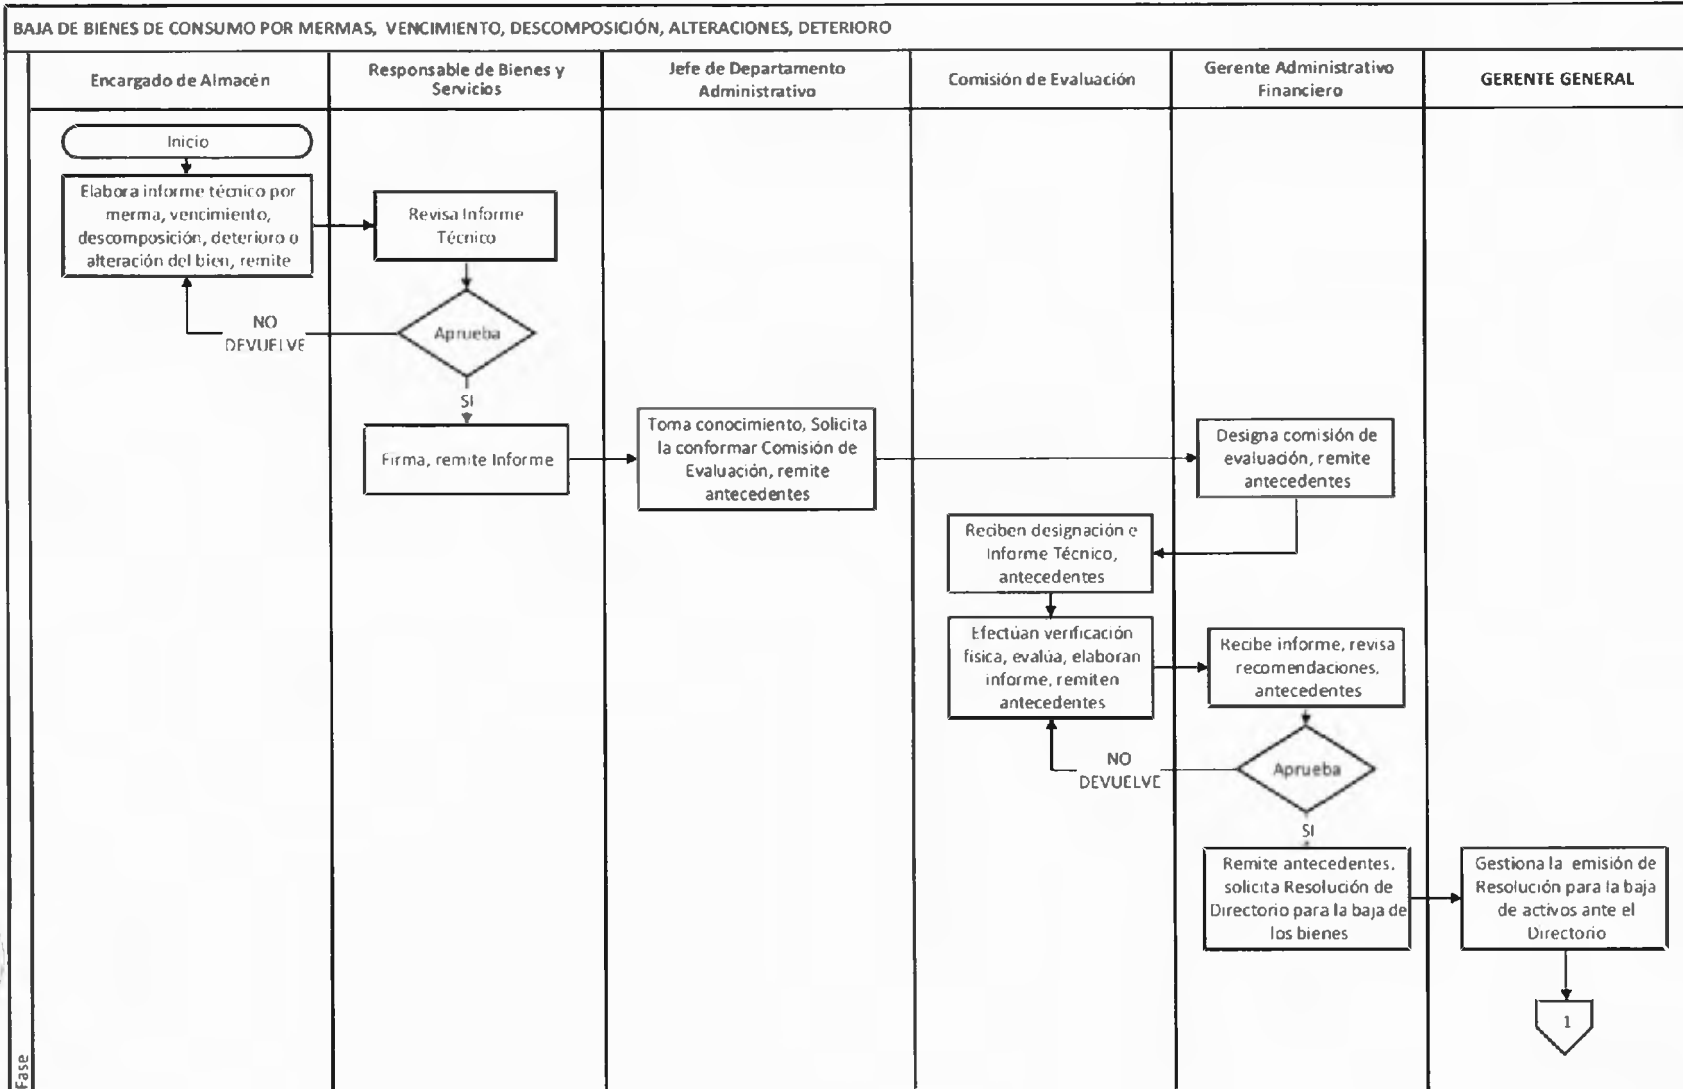 BAJA DE BIENES DE CONSUMO POR MERMAS, VENCIMIENTO, DESCOMPOSICIÓN, ALTERACIONES, DETERIORO
Encargado de Almacén
Responsable de Bienes y
Servicios
Jefe de Departamento
Administrativo
Comisión de Evaluación
Gerente Administrativo
Financiero
GERENTE GENERAL
Inicio
Elabora informe técnico por
merma, vencimiento,
descomposición, deterioro o
alteración del bien, remite
Revisa Informe
Técnico
Aprueba
NO
DEVUELVE
SI
Firma, remite Informe
Toma conocimiento, Solicita
la conformar Comisión de
Evaluación, remite
antecedentes
Designa comisión de
evaluación, remite
antecedentes
Reciben designación e
Informe Técnico,
antecedentes
Efectúan verificación
física, evalúa, elaboran
informe, remiten
antecedentes
Recibe informe, revisa
recomendaciones,
antecedentes
Aprueba
NO
DEVUELVE
SI
Remite antecedentes,
solicita Resolución de
Directorio para la baja de
los bienes
Gestiona la emisión de
Resolución para la baja
de activos ante el
Directorio
1
Fase